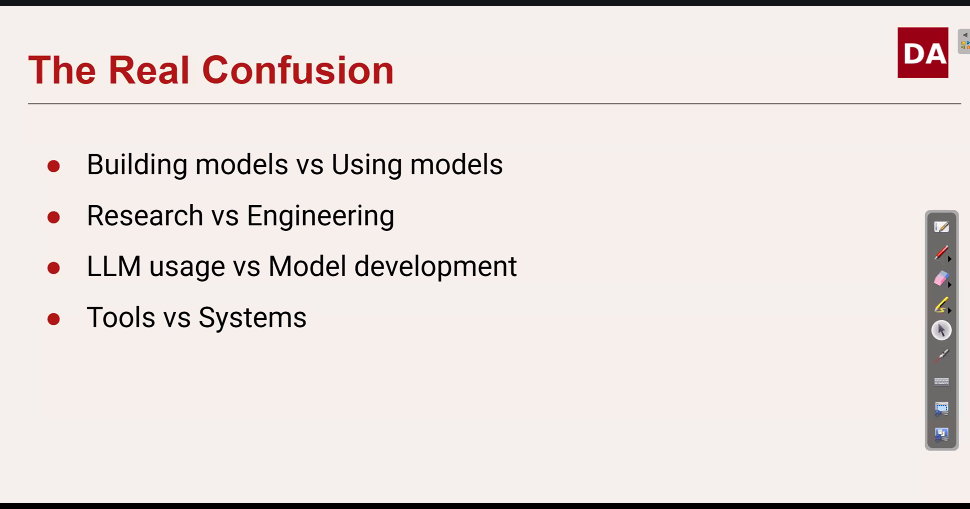 The Real Confusion
DA
Building models vs Using models
Research vs Engineering
LLM usage vs Model development
Tools vs Systems